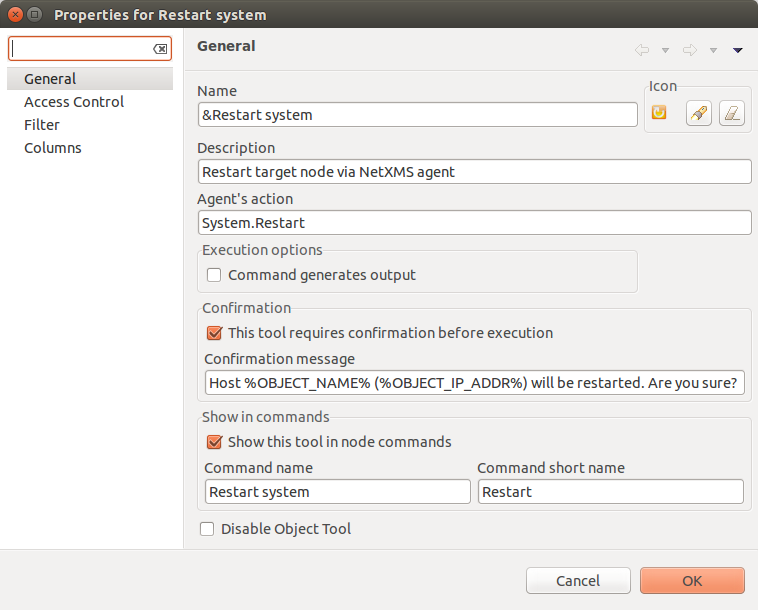 Properties for Restart system
General
General
Access Control
Filter
Columns
Name
Icon
&Restart system
Description
Restart target node via NetXMS agent
Agent's action
System.Restart
Execution options
Command generates output
Confirmation
This tool requires confirmation before execution
Confirmation message
Host %OBJECT_NAME% (%OBJECT_IP_ADDR%) will be restarted. Are you sure?
Show in commands
Show this tool in node commands
Command name
Command short name
Restart system
Restart
Disable Object Tool
Cancel
OK